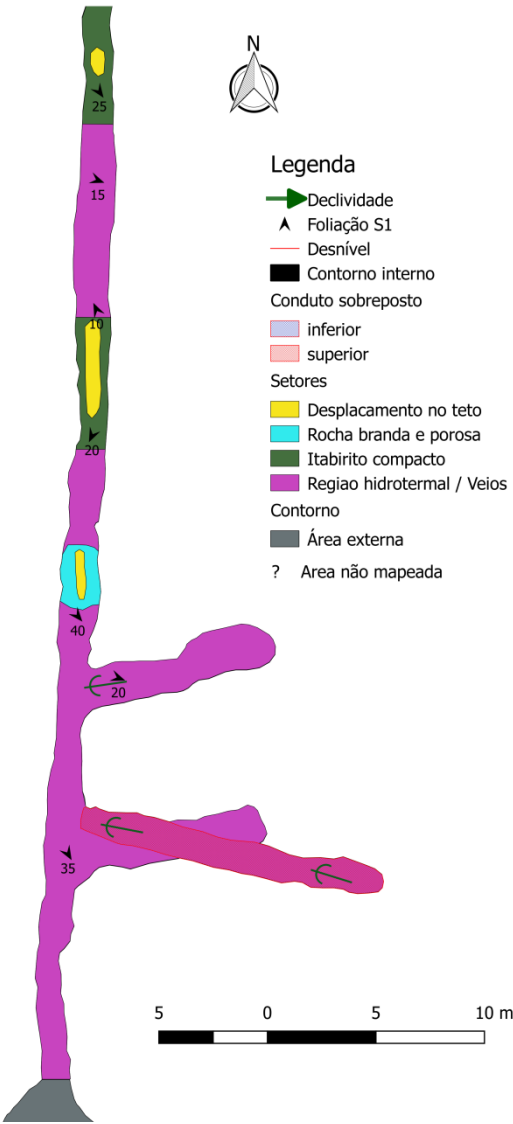 N
25
15
10
20
40
20
35
Legenda
Declividade
Foliação S1
Desnível
Contorno interno
Conduto sobreposto
inferior
superior
Setores
Desplacamento no teto
Rocha branda e porosa
Itabirito compacto
Regiao hidrotermal / Veios
Contorno
Área externa
? Area não mapeada
5 0 5 10 m